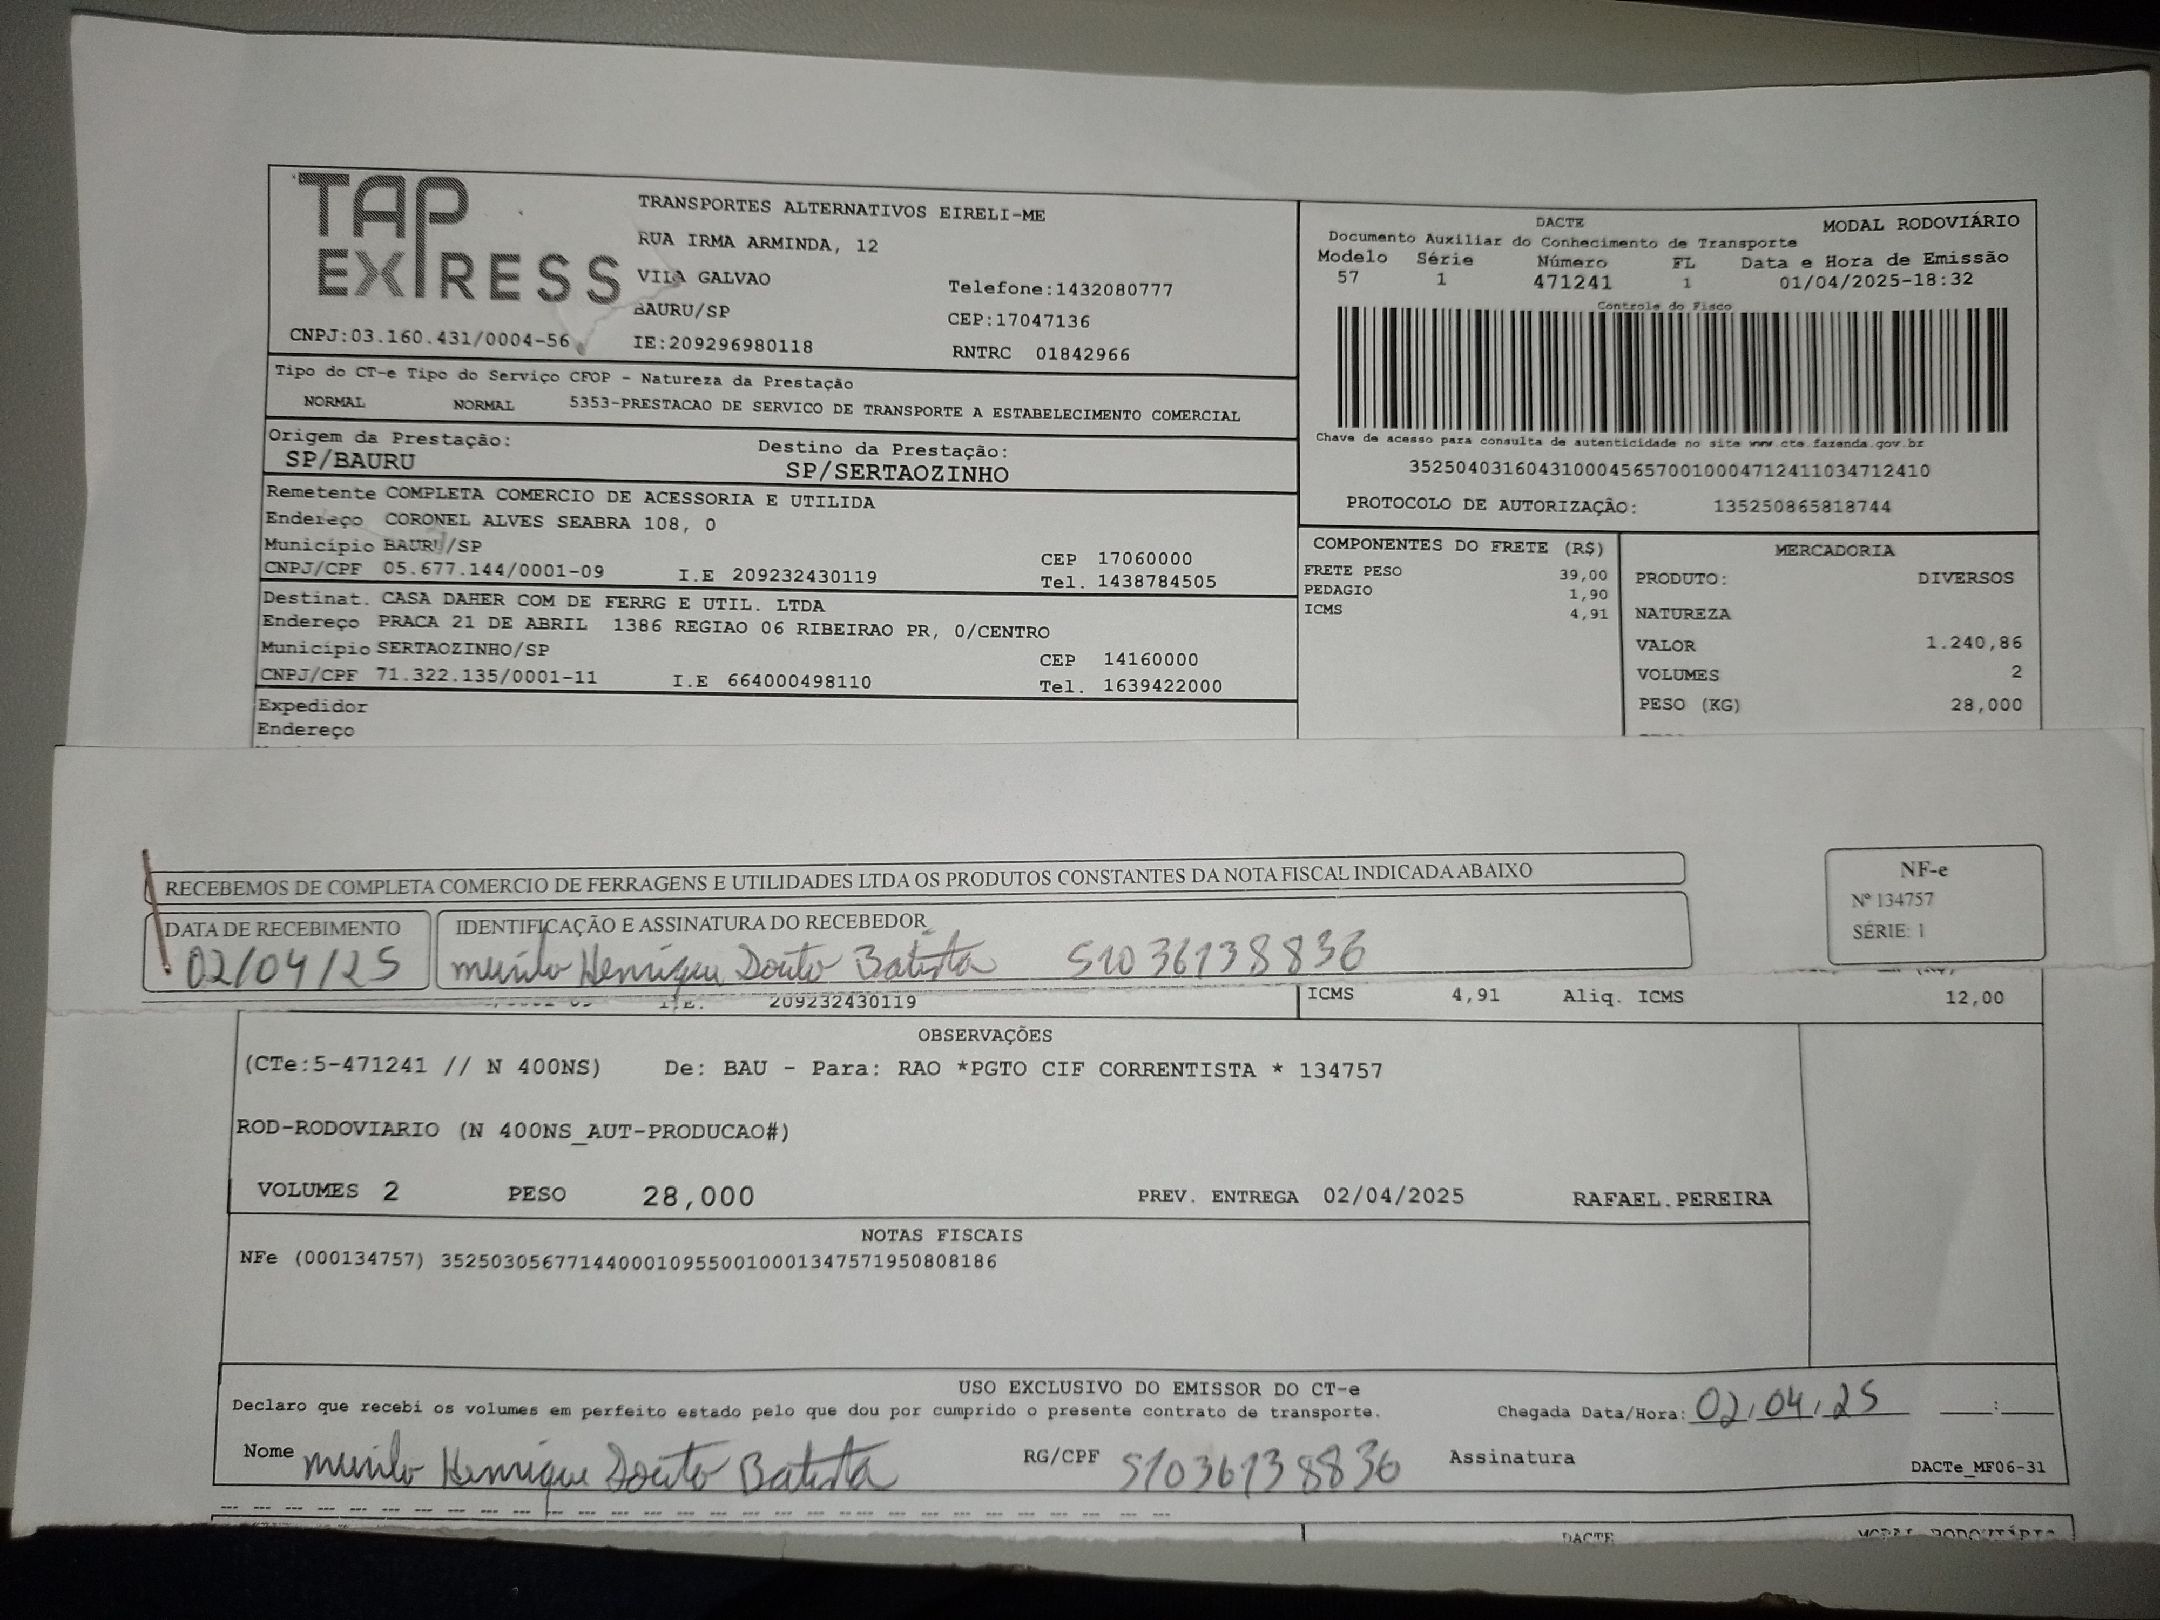 TAP
EXPRESS
TRANSPORTES ALTERNATIVOS EIRELI-ME
RUA IRMA ARMINDA, 12
VILA GALVAO
Telefone:1432080777
BAURU/SP
CEP:17047136
CNPJ:03.160.431/0004-56
IE:209296980118
RNTRC 01842966
DACTE
MODAL RODOVIÁRIO
Documento Auxiliar do Conhecimento de Transporte
Modelo Série Número FL Data e Hora de Emissão
57 1 471241 1 01/04/2025-18:32
Controle do Fisco
Chave de acesso para consulta de autenticidade no site www.cte.fazenda.gov.br
35250403160431000456570010004712411034712410
PROTOCOLO DE AUTORIZAÇÃO: 135250865818744
Tipo do CT-e Tipo do Serviço CFOP - Natureza da Prestação
NORMAL NORMAL 5353-PRESTACAO DE SERVICO DE TRANSPORTE A ESTABELECIMENTO COMERCIAL
Origem da Prestação: Destino da Prestação:
SP/BAURU SP/SERTAOZINHO
Remetente COMPLETA COMERCIO DE ACESSORIA E UTILIDA
Endereço CORONEL ALVES SEABRA 108, 0
Município BAURU/SP CEP 17060000
CNPJ/CPF 05.677.144/0001-09 I.E 209232430119 Tel. 1438784505
Destinat. CASA DAHER COM DE FERRG E UTIL. LTDA
Endereço PRACA 21 DE ABRIL 1386 REGIAO 06 RIBEIRAO PR, 0/CENTRO
Município SERTAOZINHO/SP CEP 14160000
CNPJ/CPF 71.322.135/0001-11 I.E 664000498110 Tel. 1639422000
Expedidor
Endereço
COMPONENTES DO FRETE (R$)
FRETE PESO 39,00
PEDAGIO 1,90
ICMS 4,91
MERCADORIA
PRODUTO: DIVERSOS
NATUREZA
VALOR 1.240,86
VOLUMES 2
PESO (KG) 28,000
RECEBEMOS DE COMPLETA COMERCIO DE FERRAGENS E UTILIDADES LTDA OS PRODUTOS CONSTANTES DA NOTA FISCAL INDICADA ABAIXO
NF-e
Nº 134757
SÉRIE: 1
DATA DE RECEBIMENTO
02/04/25
IDENTIFICAÇÃO E ASSINATURA DO RECEBEDOR
murilo Henrique Douto Batista 51036138836
209232430119
ICMS 4,91 Aliq. ICMS 12,00
OBSERVAÇÕES
(CTe:5-471241 // N 400NS) De: BAU - Para: RAO *PGTO CIF CORRENTISTA * 134757
ROD-RODOVIARIO (N 400NS_AUT-PRODUCAO#)
VOLUMES 2 PESO 28,000 PREV. ENTREGA 02/04/2025 RAFAEL.PEREIRA
NOTAS FISCAIS
NFe (000134757) 35250305677144000109550010001347571950808186
USO EXCLUSIVO DO EMISSOR DO CT-e
Declaro que recebi os volumes em perfeito estado pelo que dou por cumprido o presente contrato de transporte.
Chegada Data/Hora: 02,04,25 __:__
Nome murilo Henrique Douto Batista RG/CPF 51036138836 Assinatura
DACTe_MF06-31
DACTE
MODAL RODOVIÁRIO